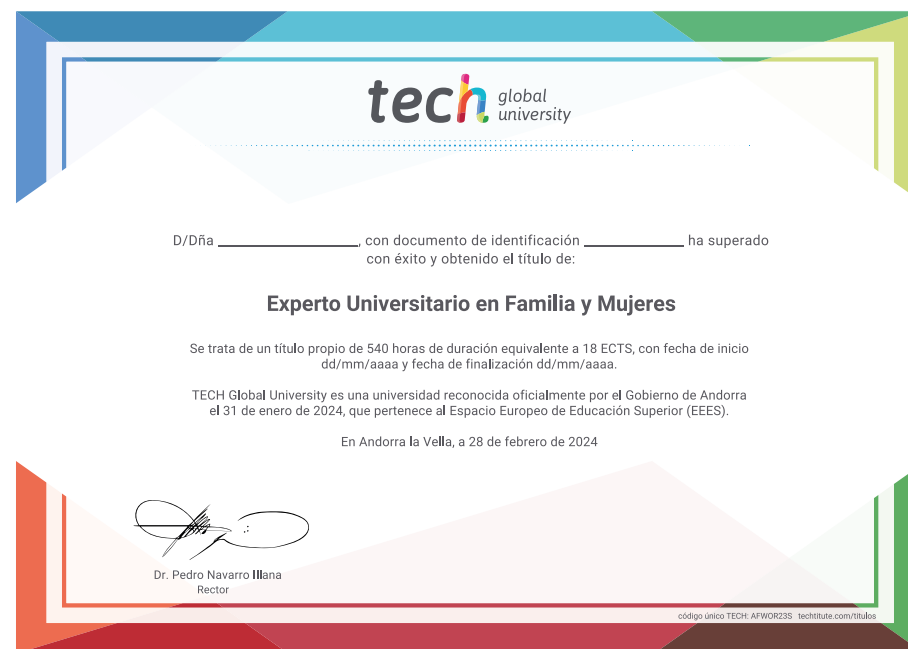 tech global university
D/Dña ____________________, con documento de identificación ______________ ha superado
con éxito y obtenido el título de:
Experto Universitario en Familia y Mujeres
Se trata de un título propio de 540 horas de duración equivalente a 18 ECTS, con fecha de inicio
dd/mm/aaaa y fecha de finalización dd/mm/aaaa.
TECH Global University es una universidad reconocida oficialmente por el Gobierno de Andorra
el 31 de enero de 2024, que pertenece al Espacio Europeo de Educación Superior (EEES).
En Andorra la Vella, a 28 de febrero de 2024
Dr. Pedro Navarro Illana
Rector
código único TECH: AFWOR23S techtitute.com/titulos